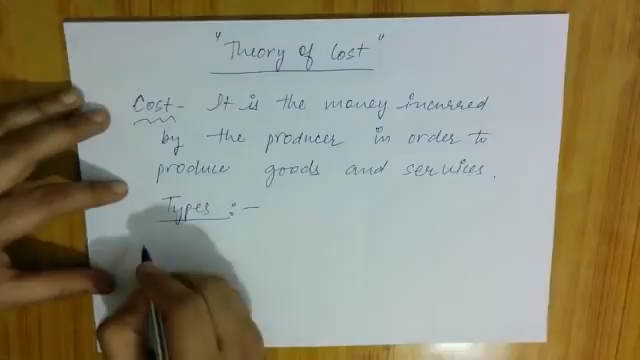 "Theory of Cost"
Cost - It is the money incurred
by the producer in order to
produce goods and services.
Types :-